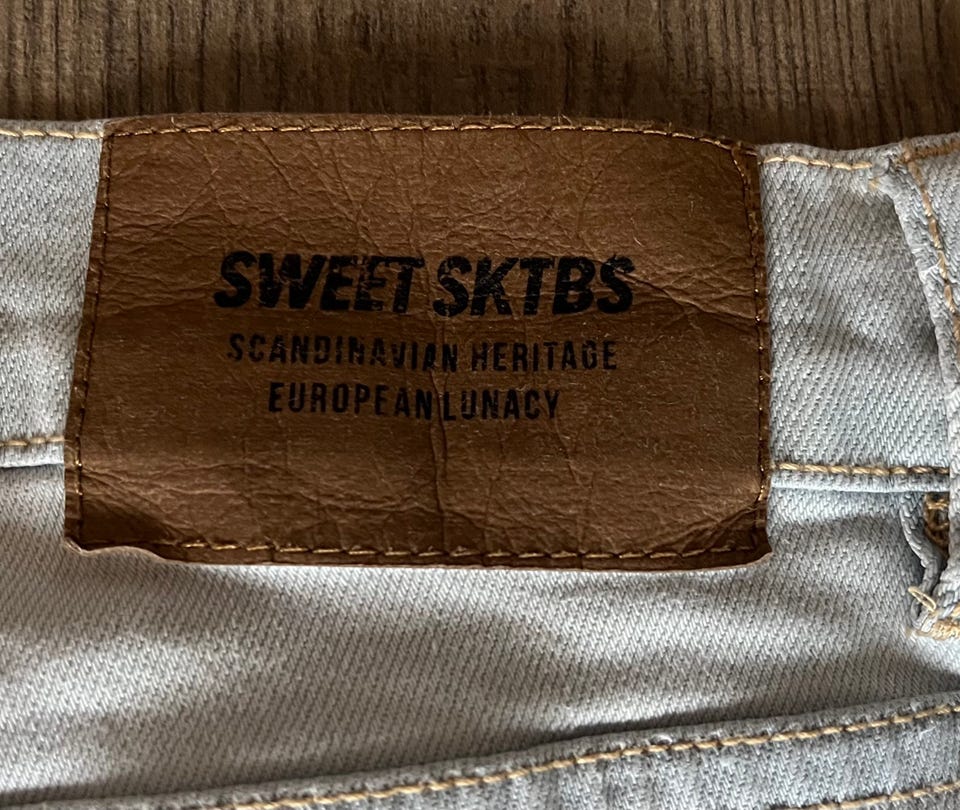 SWEET SKTBS
SCANDINAVIAN HERITAGE
EUROPEAN LUNACY